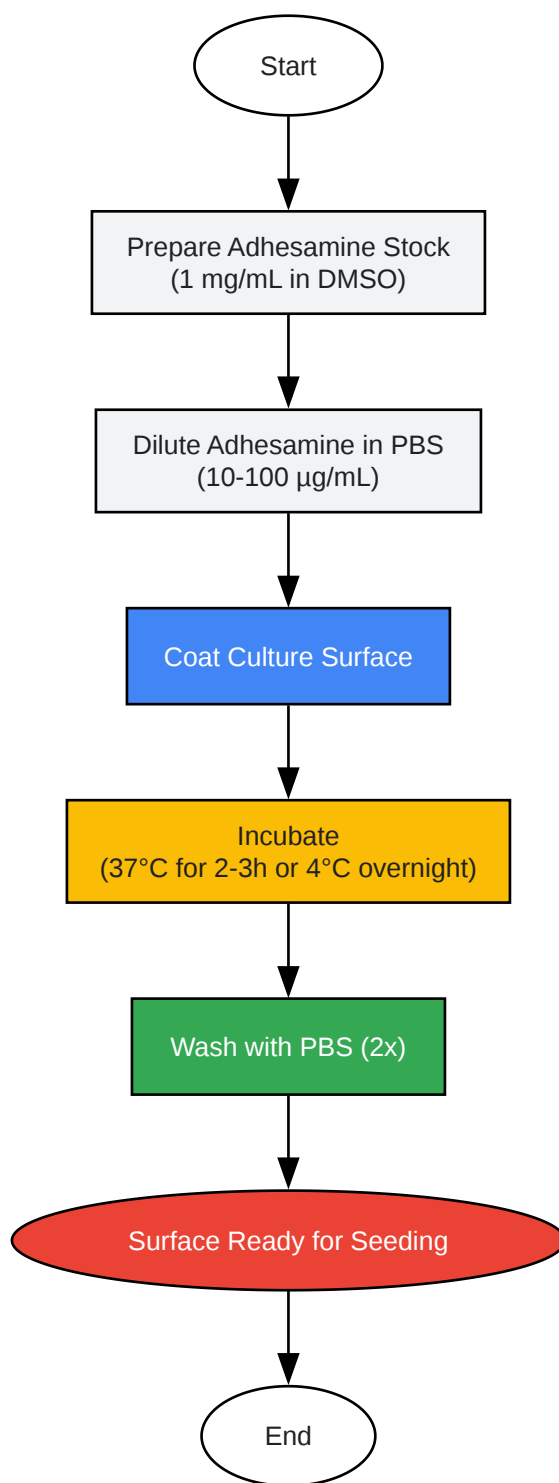 Start
Prepare Adhesamine Stock
(1 mg/mL in DMSO)
Dilute Adhesamine in PBS
(10-100 µg/mL)
Coat Culture Surface
Incubate
(37°C for 2-3h or 4°C overnight)
Wash with PBS (2x)
Surface Ready for Seeding
End